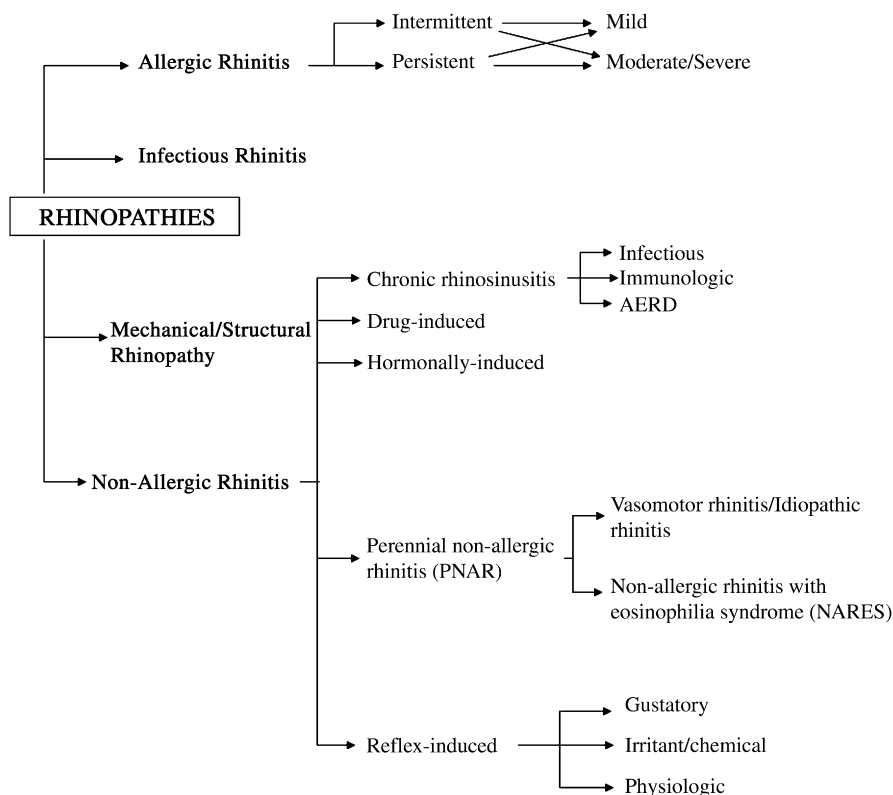 Intermittent
Mild
Allergic Rhinitis
Persistent
Moderate/Severe
Infectious Rhinitis
RHINOPATHIES
Mechanical/Structural
Rhinopathy
Chronic rhinosinusitis
Infectious
Immunologic
AERD
Drug-induced
Hormonally-induced
Non-Allergic Rhinitis
Perennial non-allergic
rhinitis (PNAR)
Vasomotor rhinitis/Idiopathic
rhinitis
Non-allergic rhinitis with
eosinophilia syndrome (NARES)
Reflex-induced
Gustatory
Irritant/chemical
Physiologic